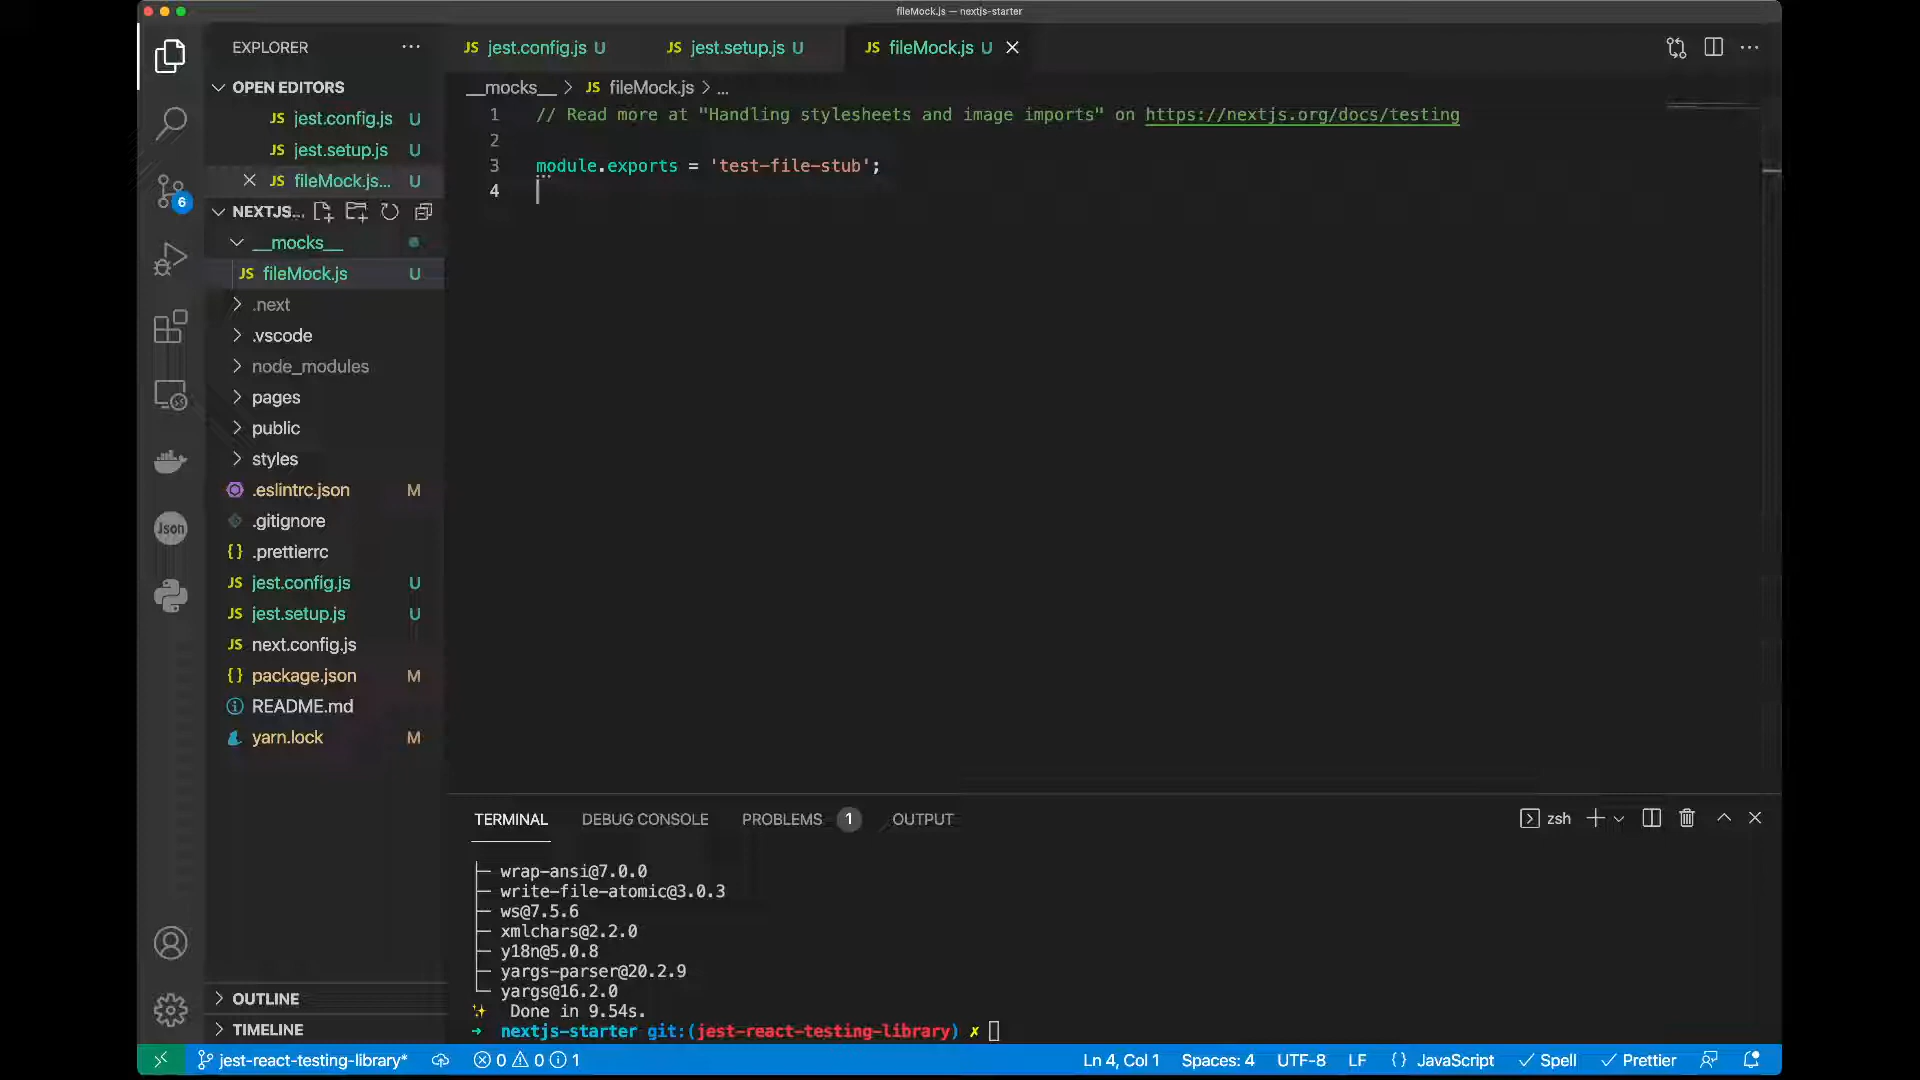 fileMock.js — nextjs-starter
EXPLORER
JS jest.config.js U
JS jest.setup.js U
JS fileMock.js U
OPEN EDITORS
JS jest.config.js U
JS jest.setup.js U
JS fileMock.js... U
NEXTJS...
__mocks__
JS fileMock.js U
.next
.vscode
node_modules
pages
public
styles
.eslintrc.json M
.gitignore
{} .prettierrc
JS jest.config.js U
JS jest.setup.js U
JS next.config.js
{} package.json M
README.md
yarn.lock M
OUTLINE
TIMELINE
6
Json
__mocks__ > JS fileMock.js > ...
1 // Read more at "Handling stylesheets and image imports" on https://nextjs.org/docs/testing
2
3 module.exports = 'test-file-stub';
4
TERMINAL DEBUG CONSOLE PROBLEMS 1 OUTPUT
zsh
├─ wrap-ansi@7.0.0
├─ write-file-atomic@3.0.3
├─ ws@7.5.6
├─ xmlchars@2.2.0
├─ y18n@5.0.8
├─ yargs-parser@20.2.9
└─ yargs@16.2.0
✨ Done in 9.54s.
➜ nextjs-starter git:(jest-react-testing-library) ✗
jest-react-testing-library* 0 0 1
Ln 4, Col 1 Spaces: 4 UTF-8 LF {} JavaScript ✓ Spell ✓ Prettier